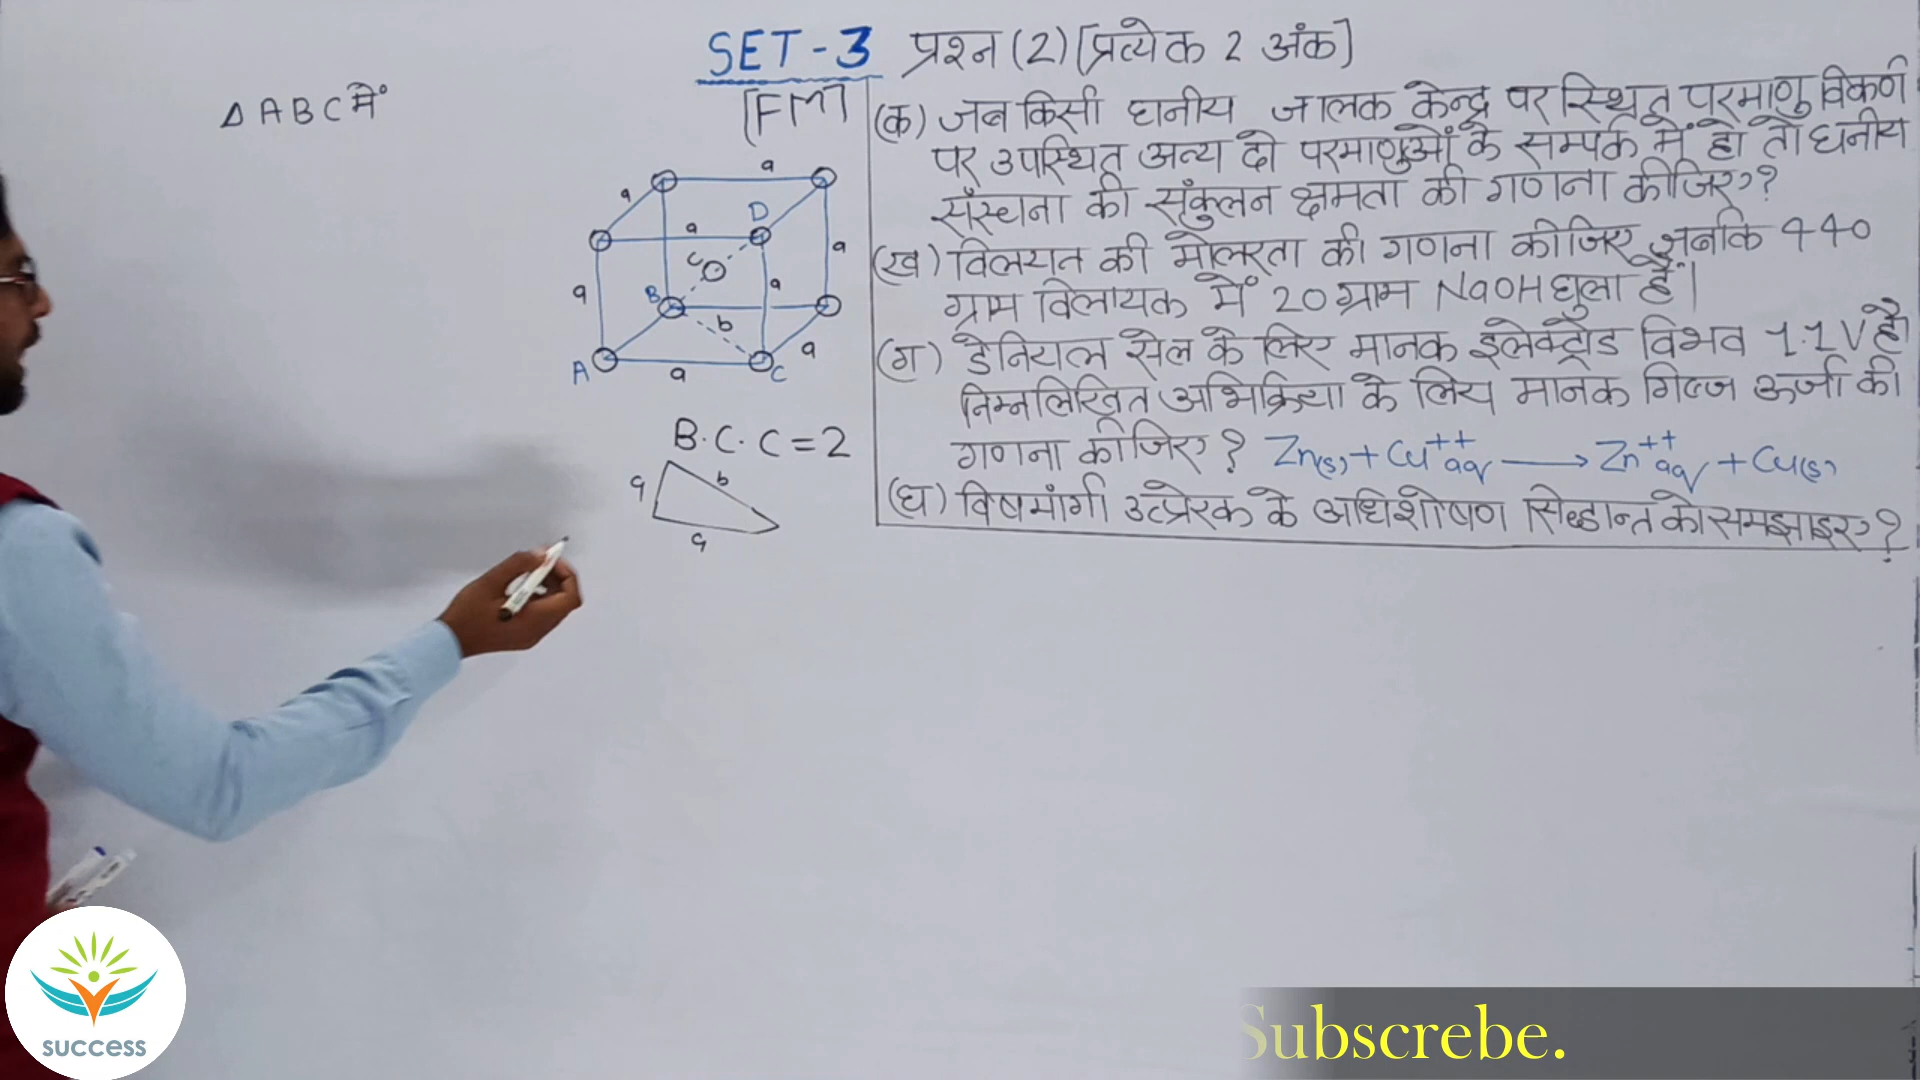 SET-3 प्रश्न (2) [प्रत्येक 2 अंक]
Δ ABC में
[FM]
(क) जब किसी घनीय जालक केन्द्र पर स्थित परमाणु विकर्ण
पर उपस्थित अन्य दो परमाणुओं के सम्पर्क में हो तो घनीय
सँरचना की संकुलन क्षमता की गणना कीजिए?
(ख) विलयन की मोलरता की गणना कीजिए जबकि 440
ग्राम विलायक में 20 ग्राम NaOH घुला हैं।
(ग) डेनियल सेल के लिए मानक इलेक्ट्रोड विभव 1.1V है।
निम्नलिखित अभिक्रिया के लिय मानक गिब्ज ऊर्जा की
गणना कीजिए? Zn(s) + Cu++aq → Zn++aq + Cu(s)
(घ) विषमांगी उत्प्रेरक के अधिशोषण सिद्धान्त को समझाइए?
a
a
D
a
a
C
a
a
B
b
a
A
a
C
B.C.C=2
a
b
a
success
Subscrebe.